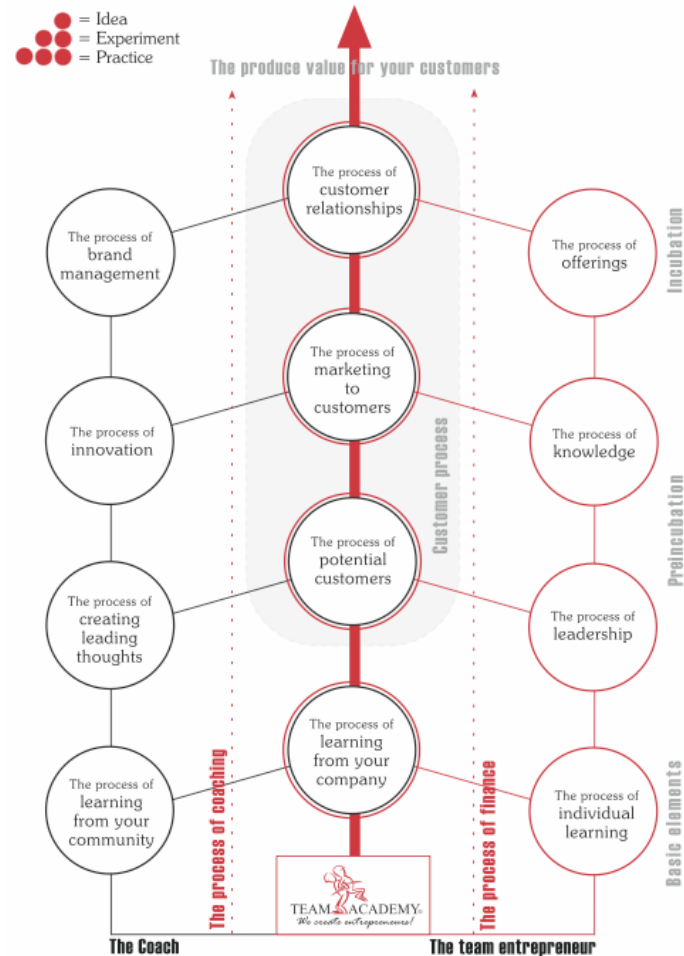 = Idea
= Experiment
= Practice
The produce value for your customers
The process of
customer
relationships
The process of
brand
management
The process of
offerings
Incubation
The process of
marketing
to
customers
The process of
innovation
The process of
knowledge
Customer process
Preincubation
The process of
potential
customers
The process of
creating
leading
thoughts
The process of
leadership
The process of
learning
from your
company
The process of coaching
The process of finance
The process of
learning
from your
community
The process of
individual
learning
Basic elements
TEAM ACADEMY®
We create entrepreneurs!
The Coach
The team entrepreneur